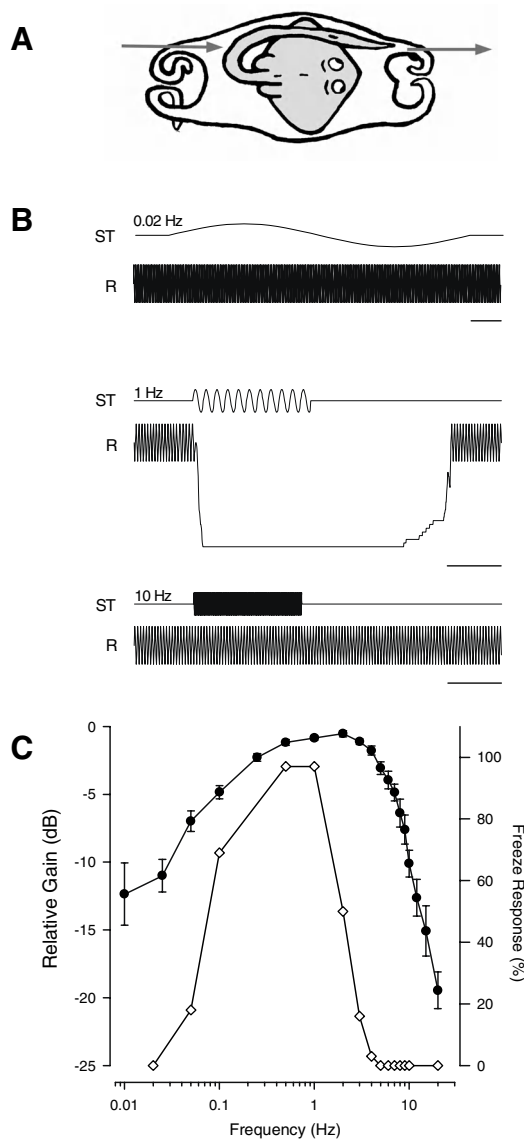 A
B
ST 0.02 Hz
R
ST 1 Hz
R
ST 10 Hz
R
C
0
-5
-10
-15
-20
-25
Relative Gain (dB)
100
80
60
40
20
0
Freeze Response (%)
0.01 0.1 1 10
Frequency (Hz)